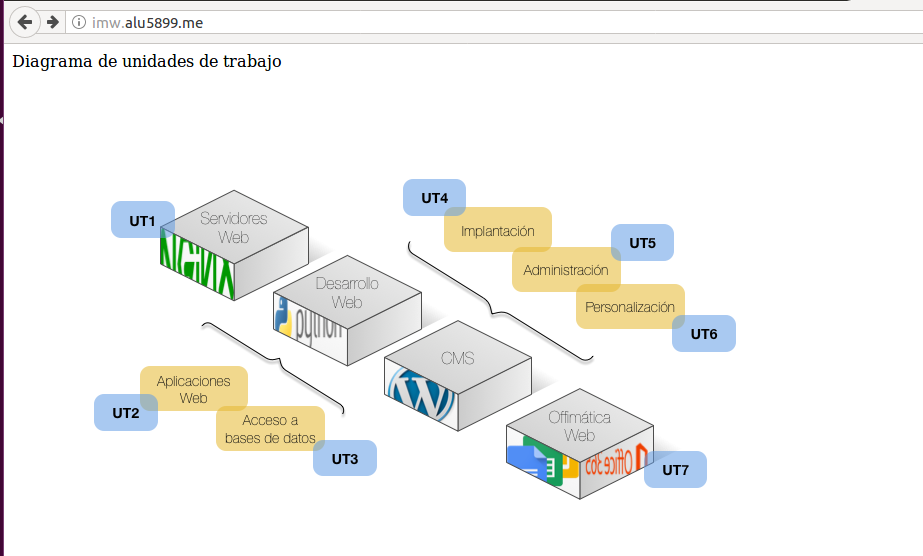 imw.alu5899.me
Diagrama de unidades de trabajo
UT1
Servidores
Web
NGINX
Desarrollo
Web
python
UT4
Implantación
UT5
Administración
Personalización
UT6
CMS
Aplicaciones
Web
UT2
Acceso a
bases de datos
UT3
Offimática
Web
Office 365
UT7